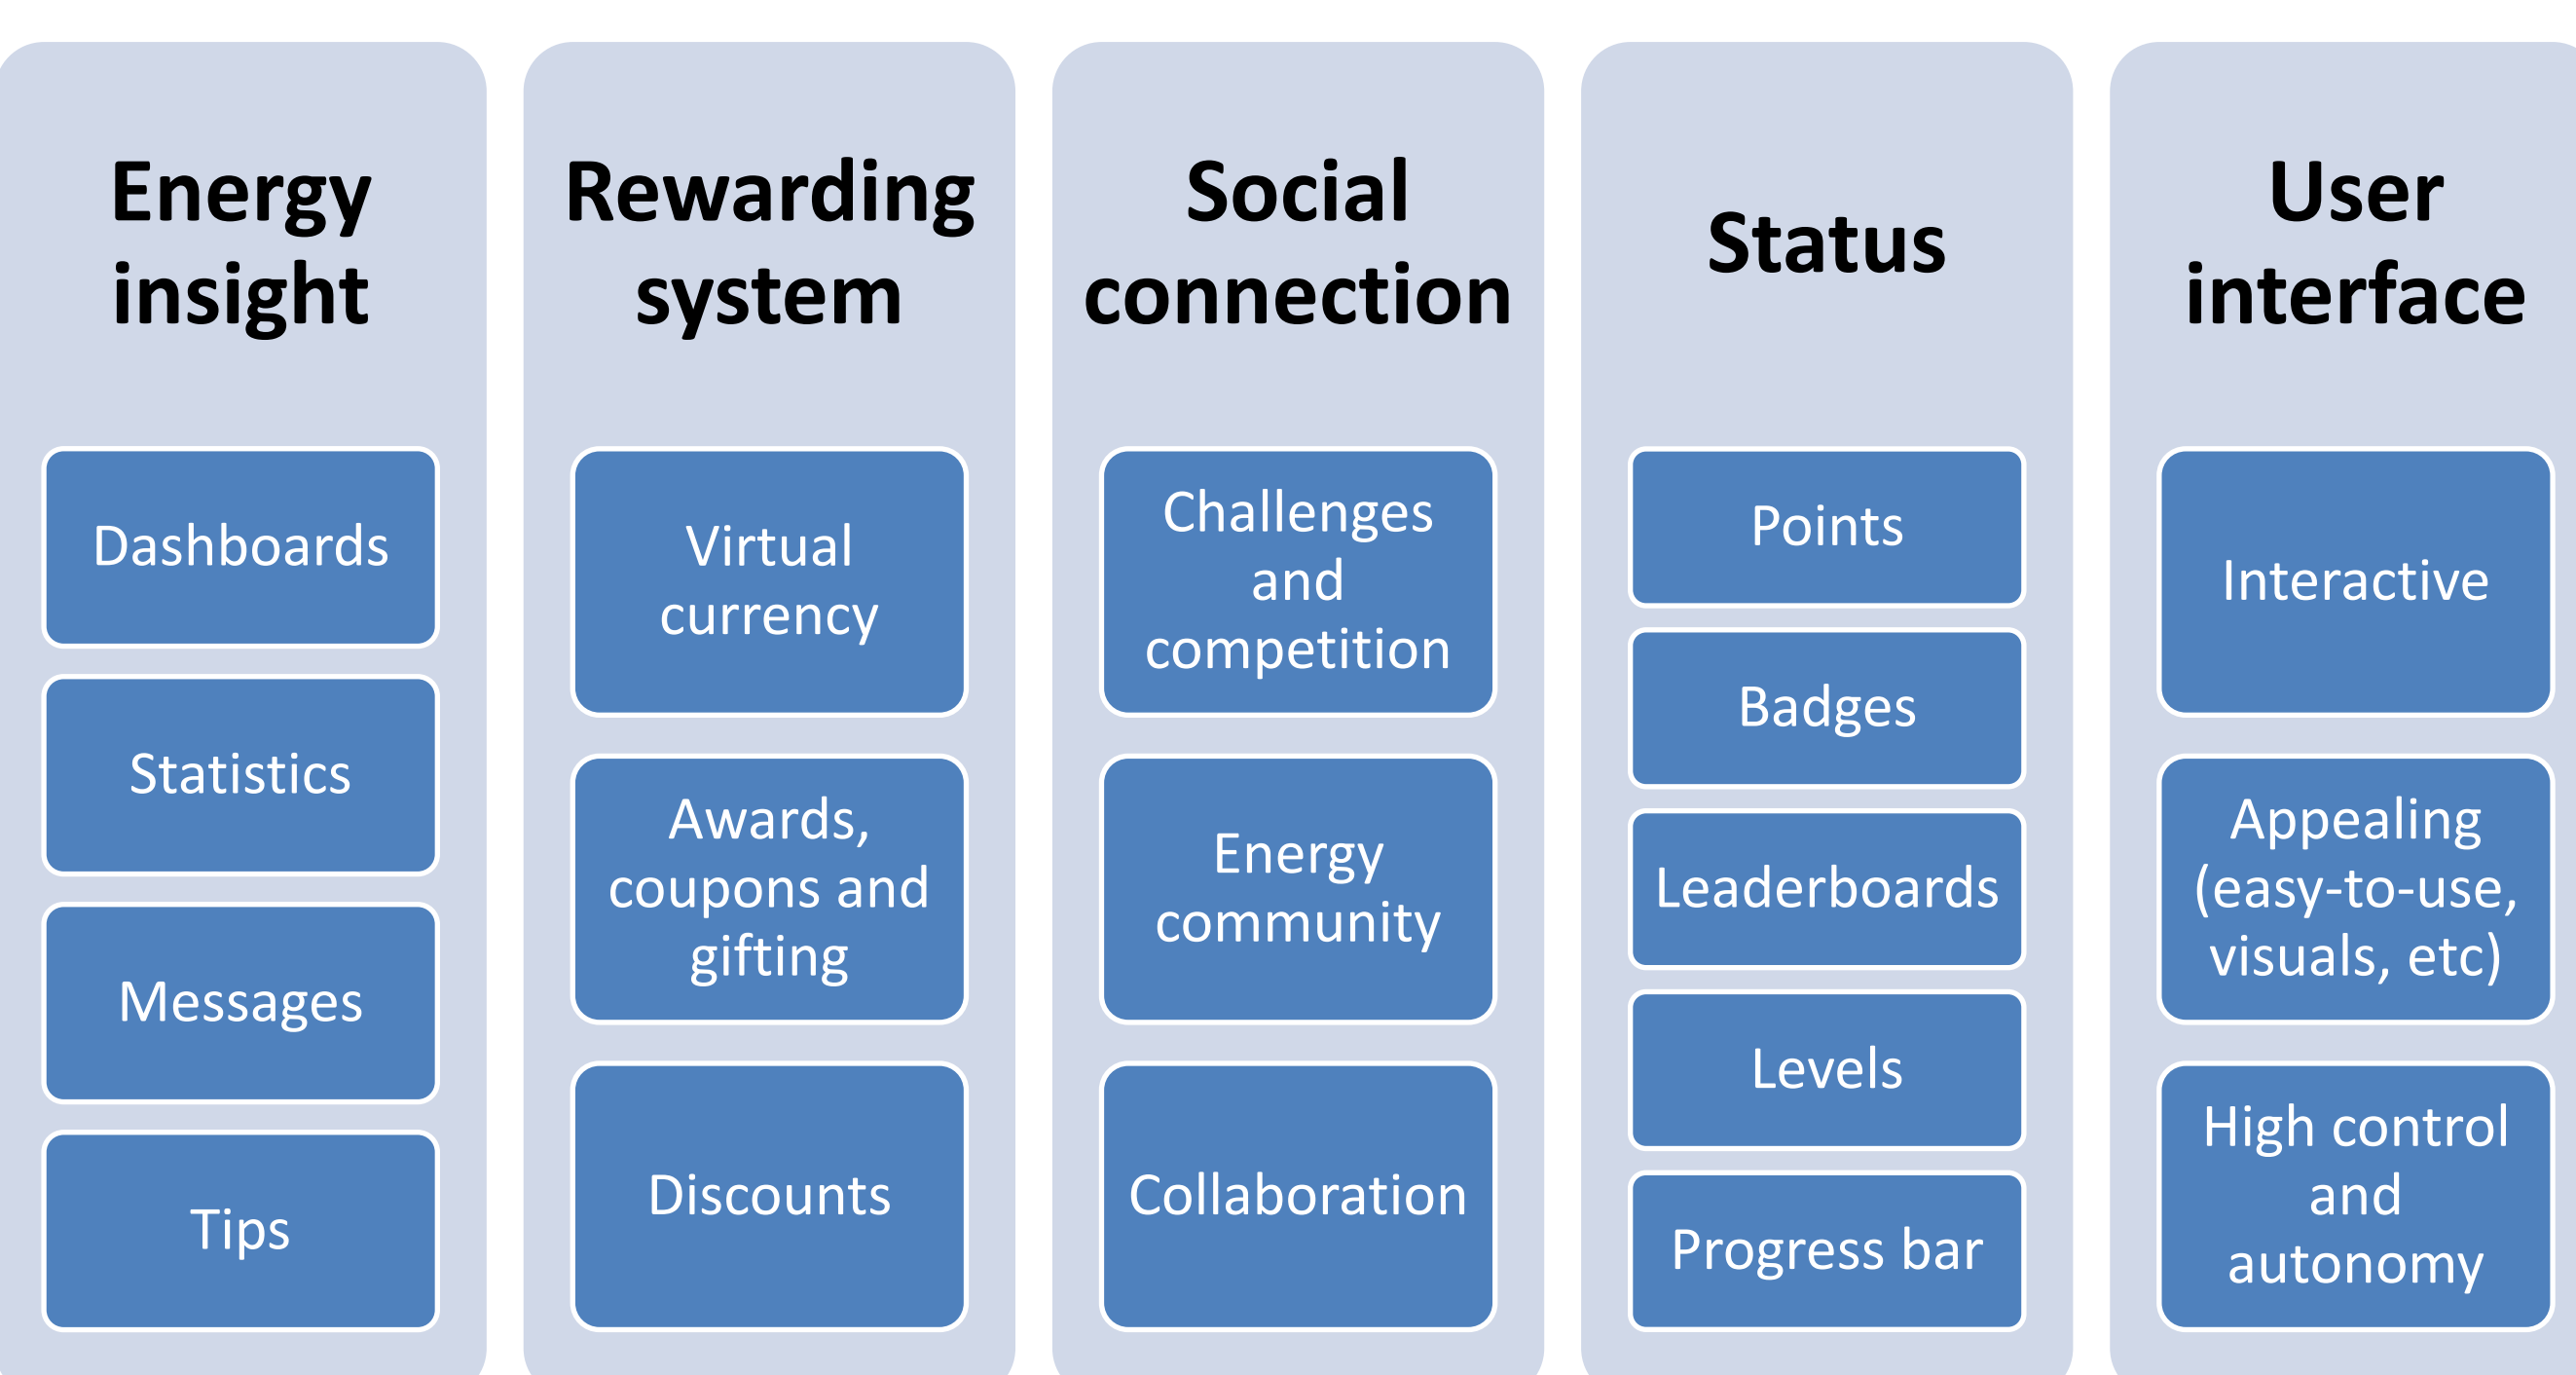 Energy
insight
Dashboards
Statistics
Messages
Tips
Rewarding
system
Virtual
currency
Awards,
coupons and
gifting
Discounts
Social
connection
Challenges
and
competition
Energy
community
Collaboration
Status
Points
Badges
Leaderboards
Levels
Progress bar
User
interface
Interactive
Appealing
(easy-to-use,
visuals, etc)
High control
and
autonomy